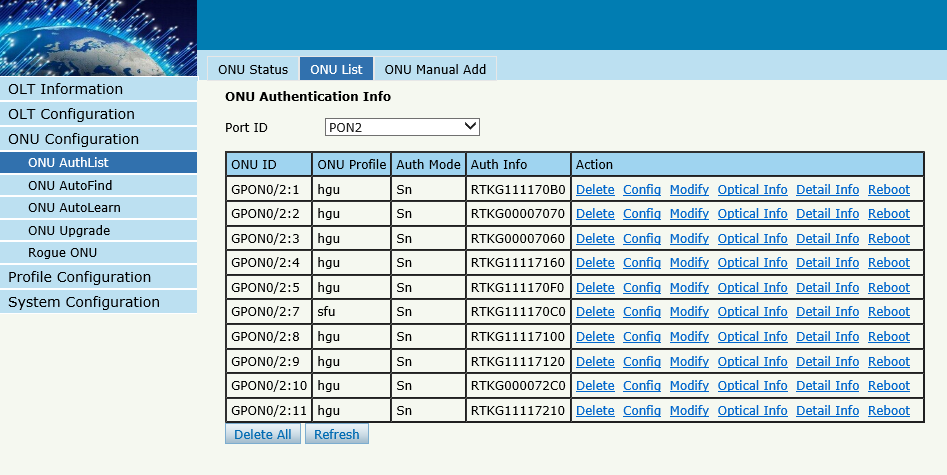 ONU Status ONU List ONU Manual Add
OLT Information
OLT Configuration
ONU Configuration
ONU AuthList
ONU AutoFind
ONU AutoLearn
ONU Upgrade
Rogue ONU
Profile Configuration
System Configuration
ONU Authentication Info
Port ID PON2
ONU ID ONU Profile Auth Mode Auth Info Action
GPON0/2:1 hgu Sn RTKG111170B0 Delete Config Modify Optical Info Detail Info Reboot
GPON0/2:2 hgu Sn RTKG00007070 Delete Config Modify Optical Info Detail Info Reboot
GPON0/2:3 hgu Sn RTKG00007060 Delete Config Modify Optical Info Detail Info Reboot
GPON0/2:4 hgu Sn RTKG11117160 Delete Config Modify Optical Info Detail Info Reboot
GPON0/2:5 hgu Sn RTKG111170F0 Delete Config Modify Optical Info Detail Info Reboot
GPON0/2:7 sfu Sn RTKG111170C0 Delete Config Modify Optical Info Detail Info Reboot
GPON0/2:8 hgu Sn RTKG11117100 Delete Config Modify Optical Info Detail Info Reboot
GPON0/2:9 hgu Sn RTKG11117120 Delete Config Modify Optical Info Detail Info Reboot
GPON0/2:10 hgu Sn RTKG000072C0 Delete Config Modify Optical Info Detail Info Reboot
GPON0/2:11 hgu Sn RTKG11117210 Delete Config Modify Optical Info Detail Info Reboot
Delete All Refresh